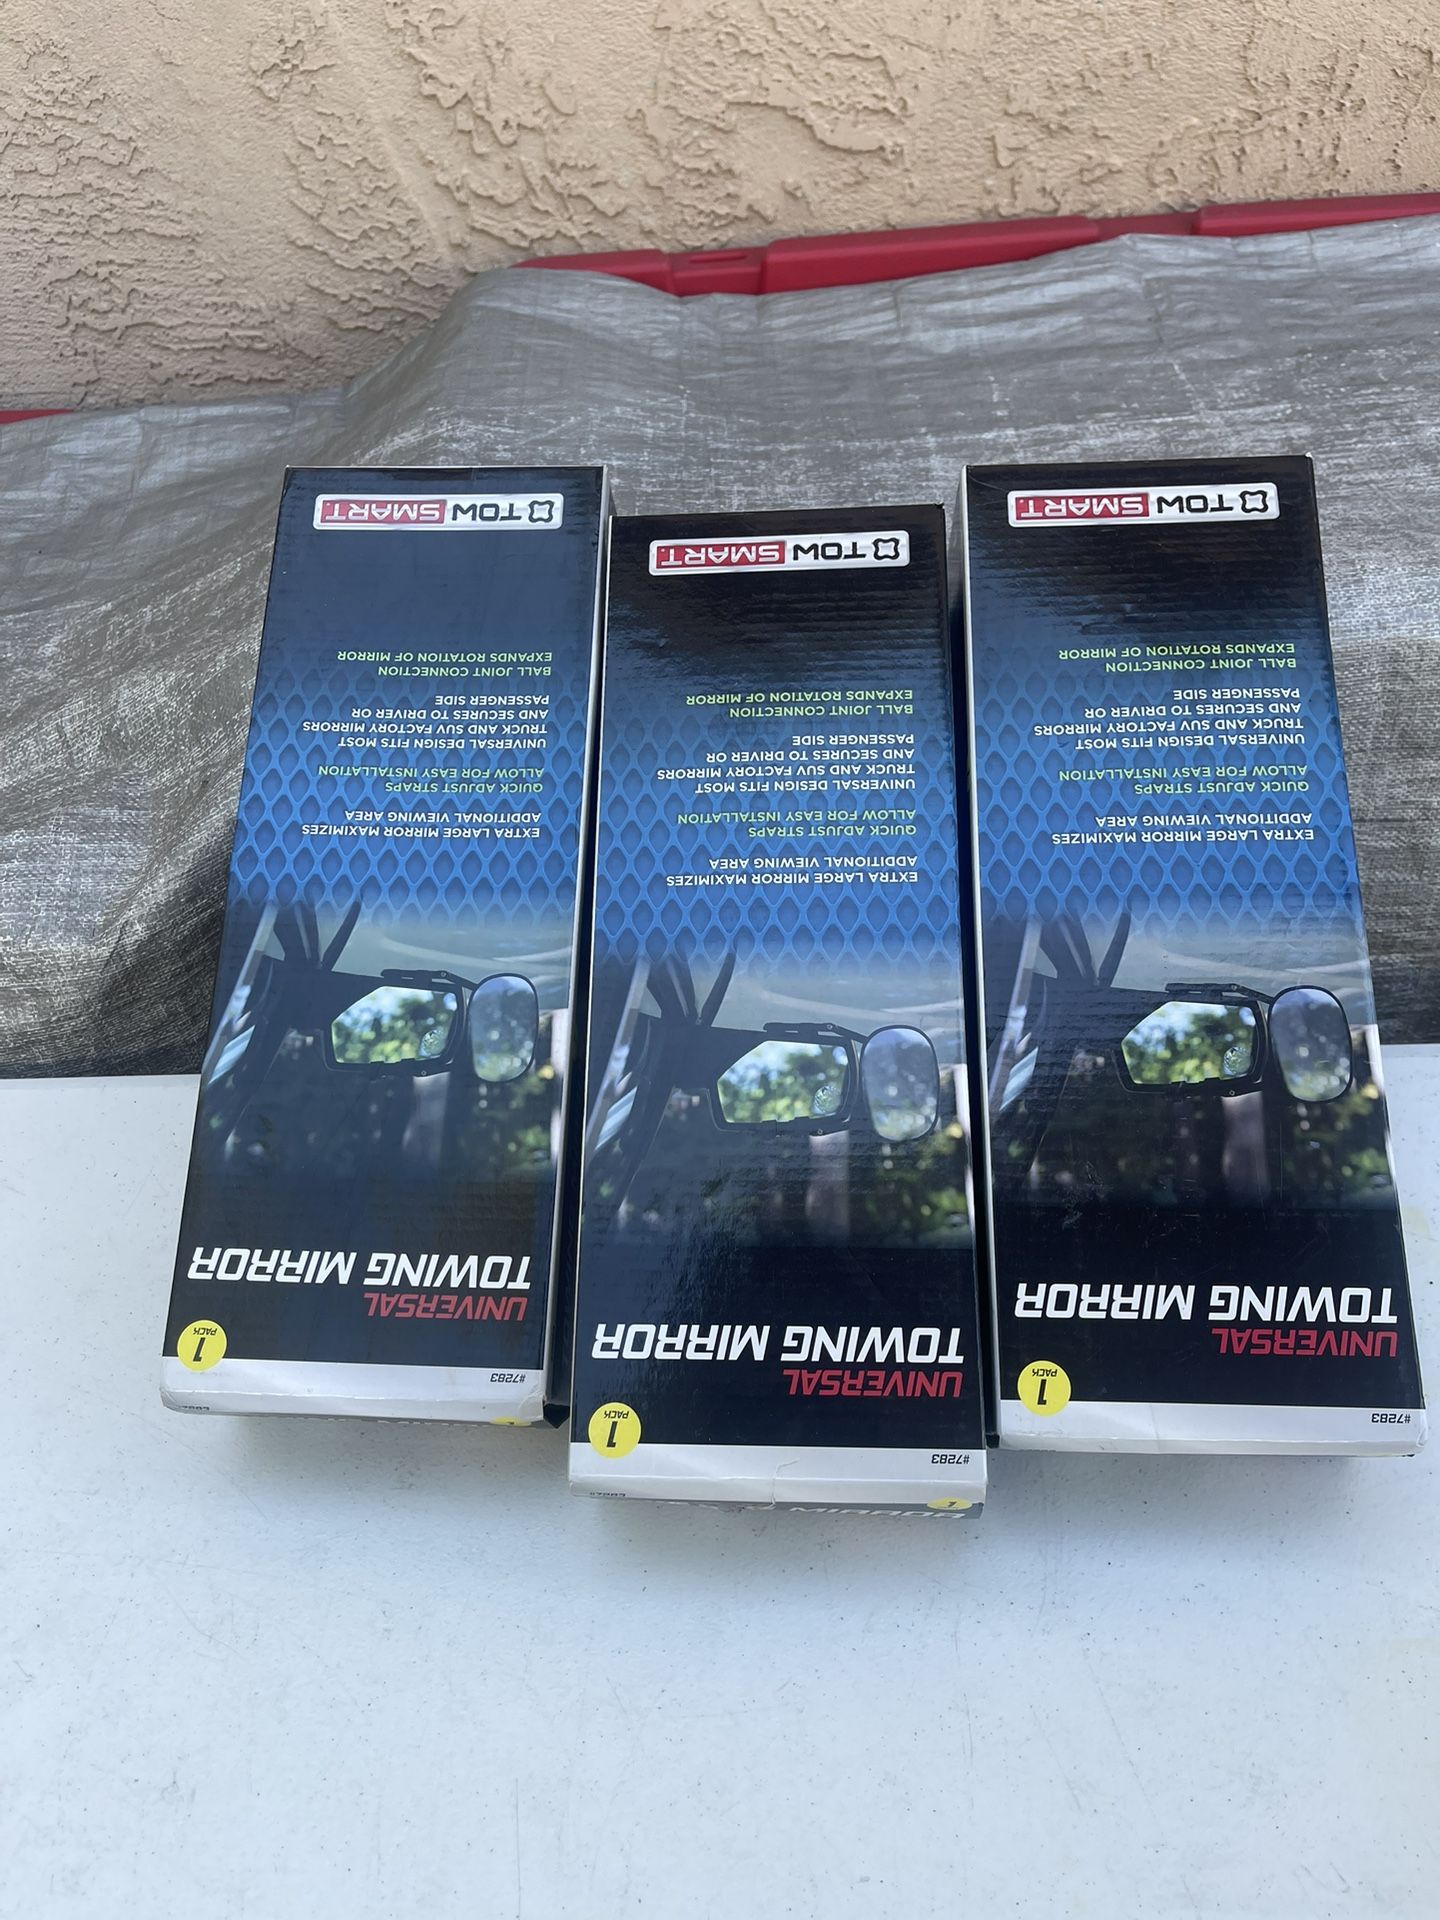 TOW SMART
BALL JOINT CONNECTION
EXPANDS ROTATION OF MIRROR
UNIVERSAL DESIGN FITS MOST
TRUCK AND SUV FACTORY MIRRORS
AND SECURES TO DRIVER OR
PASSENGER SIDE
QUICK ADJUST STRAPS
ALLOW FOR EASY INSTALLATION
EXTRA LARGE MIRROR MAXIMIZES
ADDITIONAL VIEWING AREA
UNIVERSAL
TOWING MIRROR
1
PACK
#7283
#7283
TOW SMART
BALL JOINT CONNECTION
EXPANDS ROTATION OF MIRROR
UNIVERSAL DESIGN FITS MOST
TRUCK AND SUV FACTORY MIRRORS
AND SECURES TO DRIVER OR
PASSENGER SIDE
QUICK ADJUST STRAPS
ALLOW FOR EASY INSTALLATION
EXTRA LARGE MIRROR MAXIMIZES
ADDITIONAL VIEWING AREA
UNIVERSAL
TOWING MIRROR
1
PACK
#7283
#7283
MIRROR
1
TOW SMART
BALL JOINT CONNECTION
EXPANDS ROTATION OF MIRROR
UNIVERSAL DESIGN FITS MOST
TRUCK AND SUV FACTORY MIRRORS
AND SECURES TO DRIVER OR
PASSENGER SIDE
QUICK ADJUST STRAPS
ALLOW FOR EASY INSTALLATION
EXTRA LARGE MIRROR MAXIMIZES
ADDITIONAL VIEWING AREA
UNIVERSAL
TOWING MIRROR
1
PACK
#7283